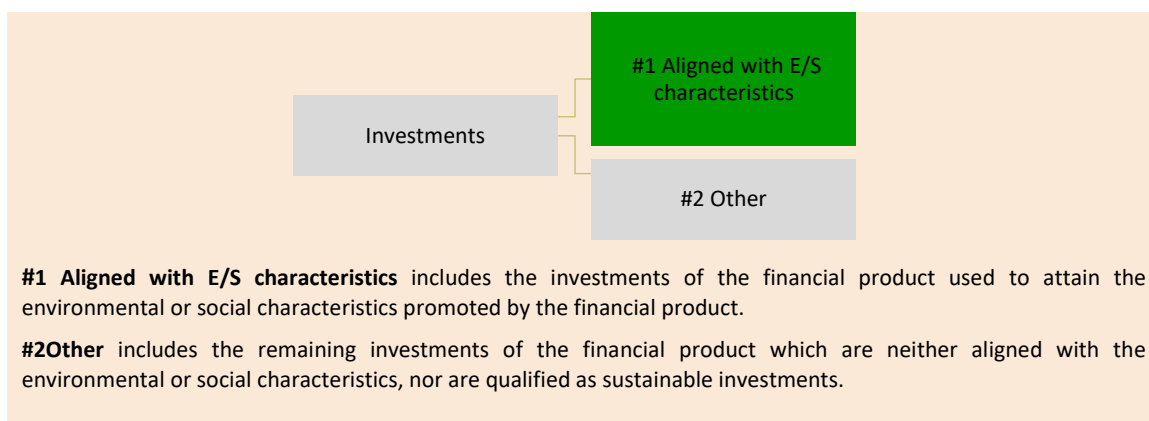 #1 Aligned with E/S
characteristics
Investments
#2 Other
#1 Aligned with E/S characteristics includes the investments of the financial product used to attain the
environmental or social characteristics promoted by the financial product.
#2Other includes the remaining investments of the financial product which are neither aligned with the
environmental or social characteristics, nor are qualified as sustainable investments.